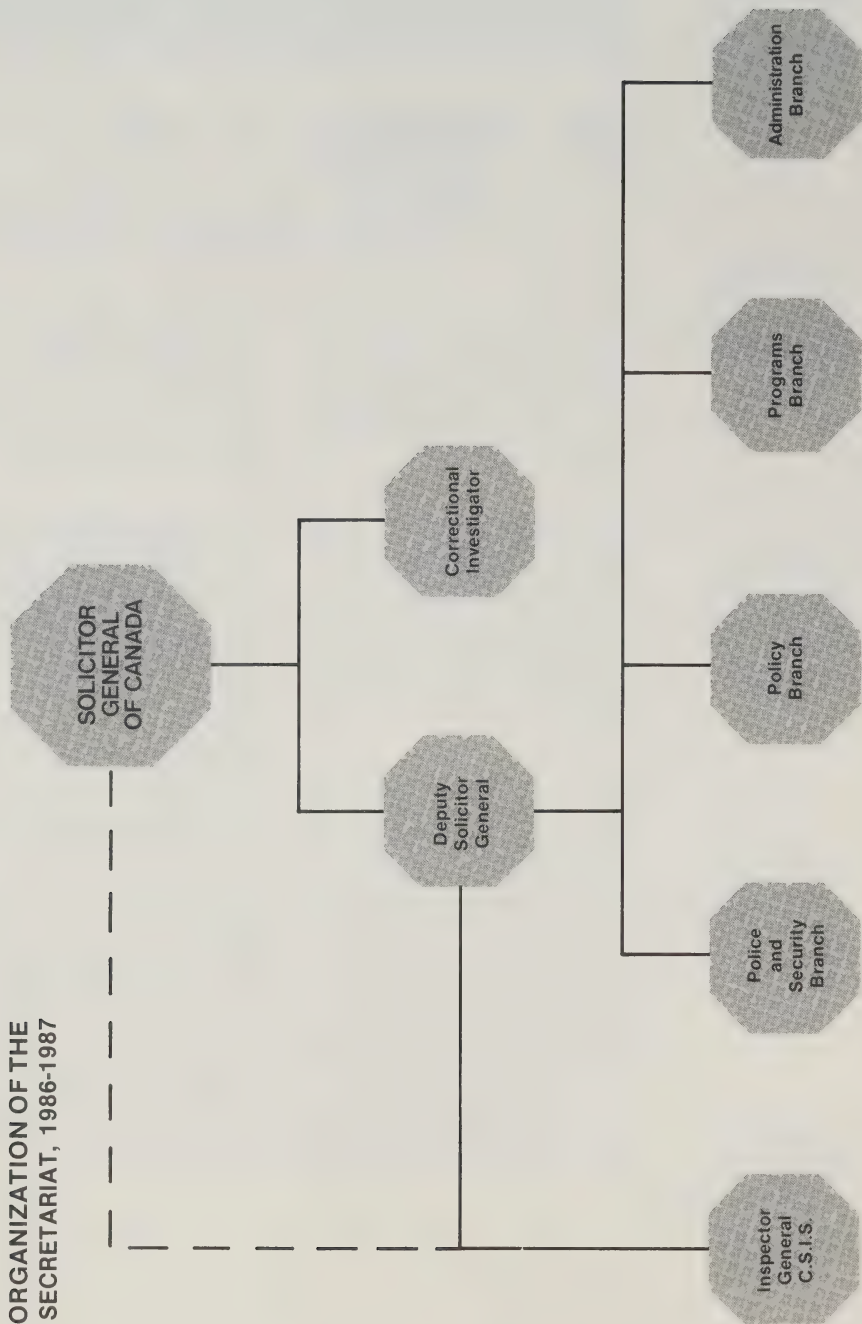 ORGANIZATION OF THE
SECRETARIAT, 1986-1987
SOLICITOR
GENERAL
OF CANADA
Deputy
Solicitor
General
Correctional
Investigator
Inspector
General
C.S.I.S.
Police
and
Security
Branch
Policy
Branch
Programs
Branch
Administration
Branch